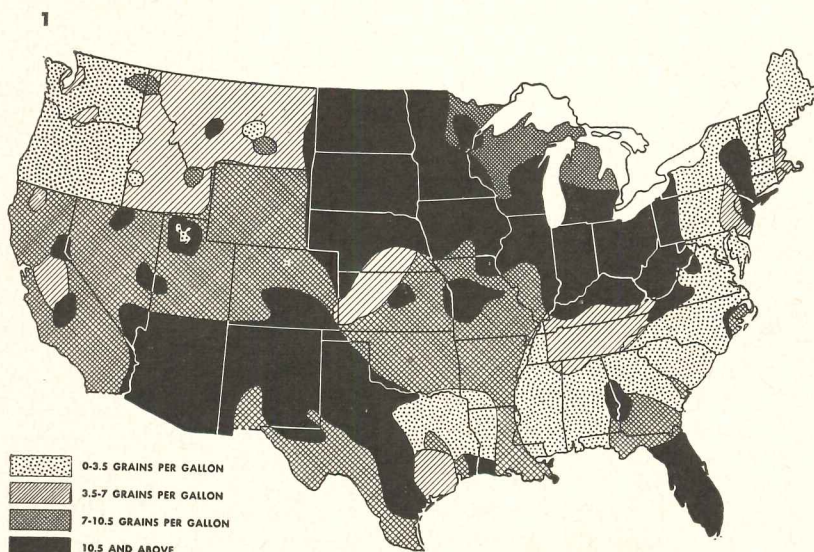 1
0-3.5 GRAINS PER GALLON
3.5-7 GRAINS PER GALLON
7-10.5 GRAINS PER GALLON
10.5 AND ABOVE